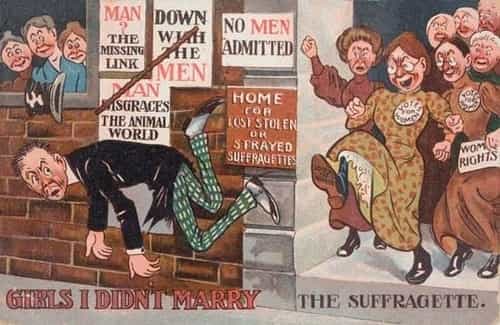 MAN
?
THE
MISSING
LINK
DOWN
WITH
THE
MEN
NO MEN
ADMITTED
MAN
DISGRACES
THE ANIMAL
WORLD
HOME
FOR
LOST STOLEN
OR
STRAYED
SUFFRAGETTES
VOTES
FOR
WOMEN
VOTES
FOR
WOMEN
WOM
RIGHTS
GIRLS I DIDN'T MARRY
THE SUFFRAGETTE.